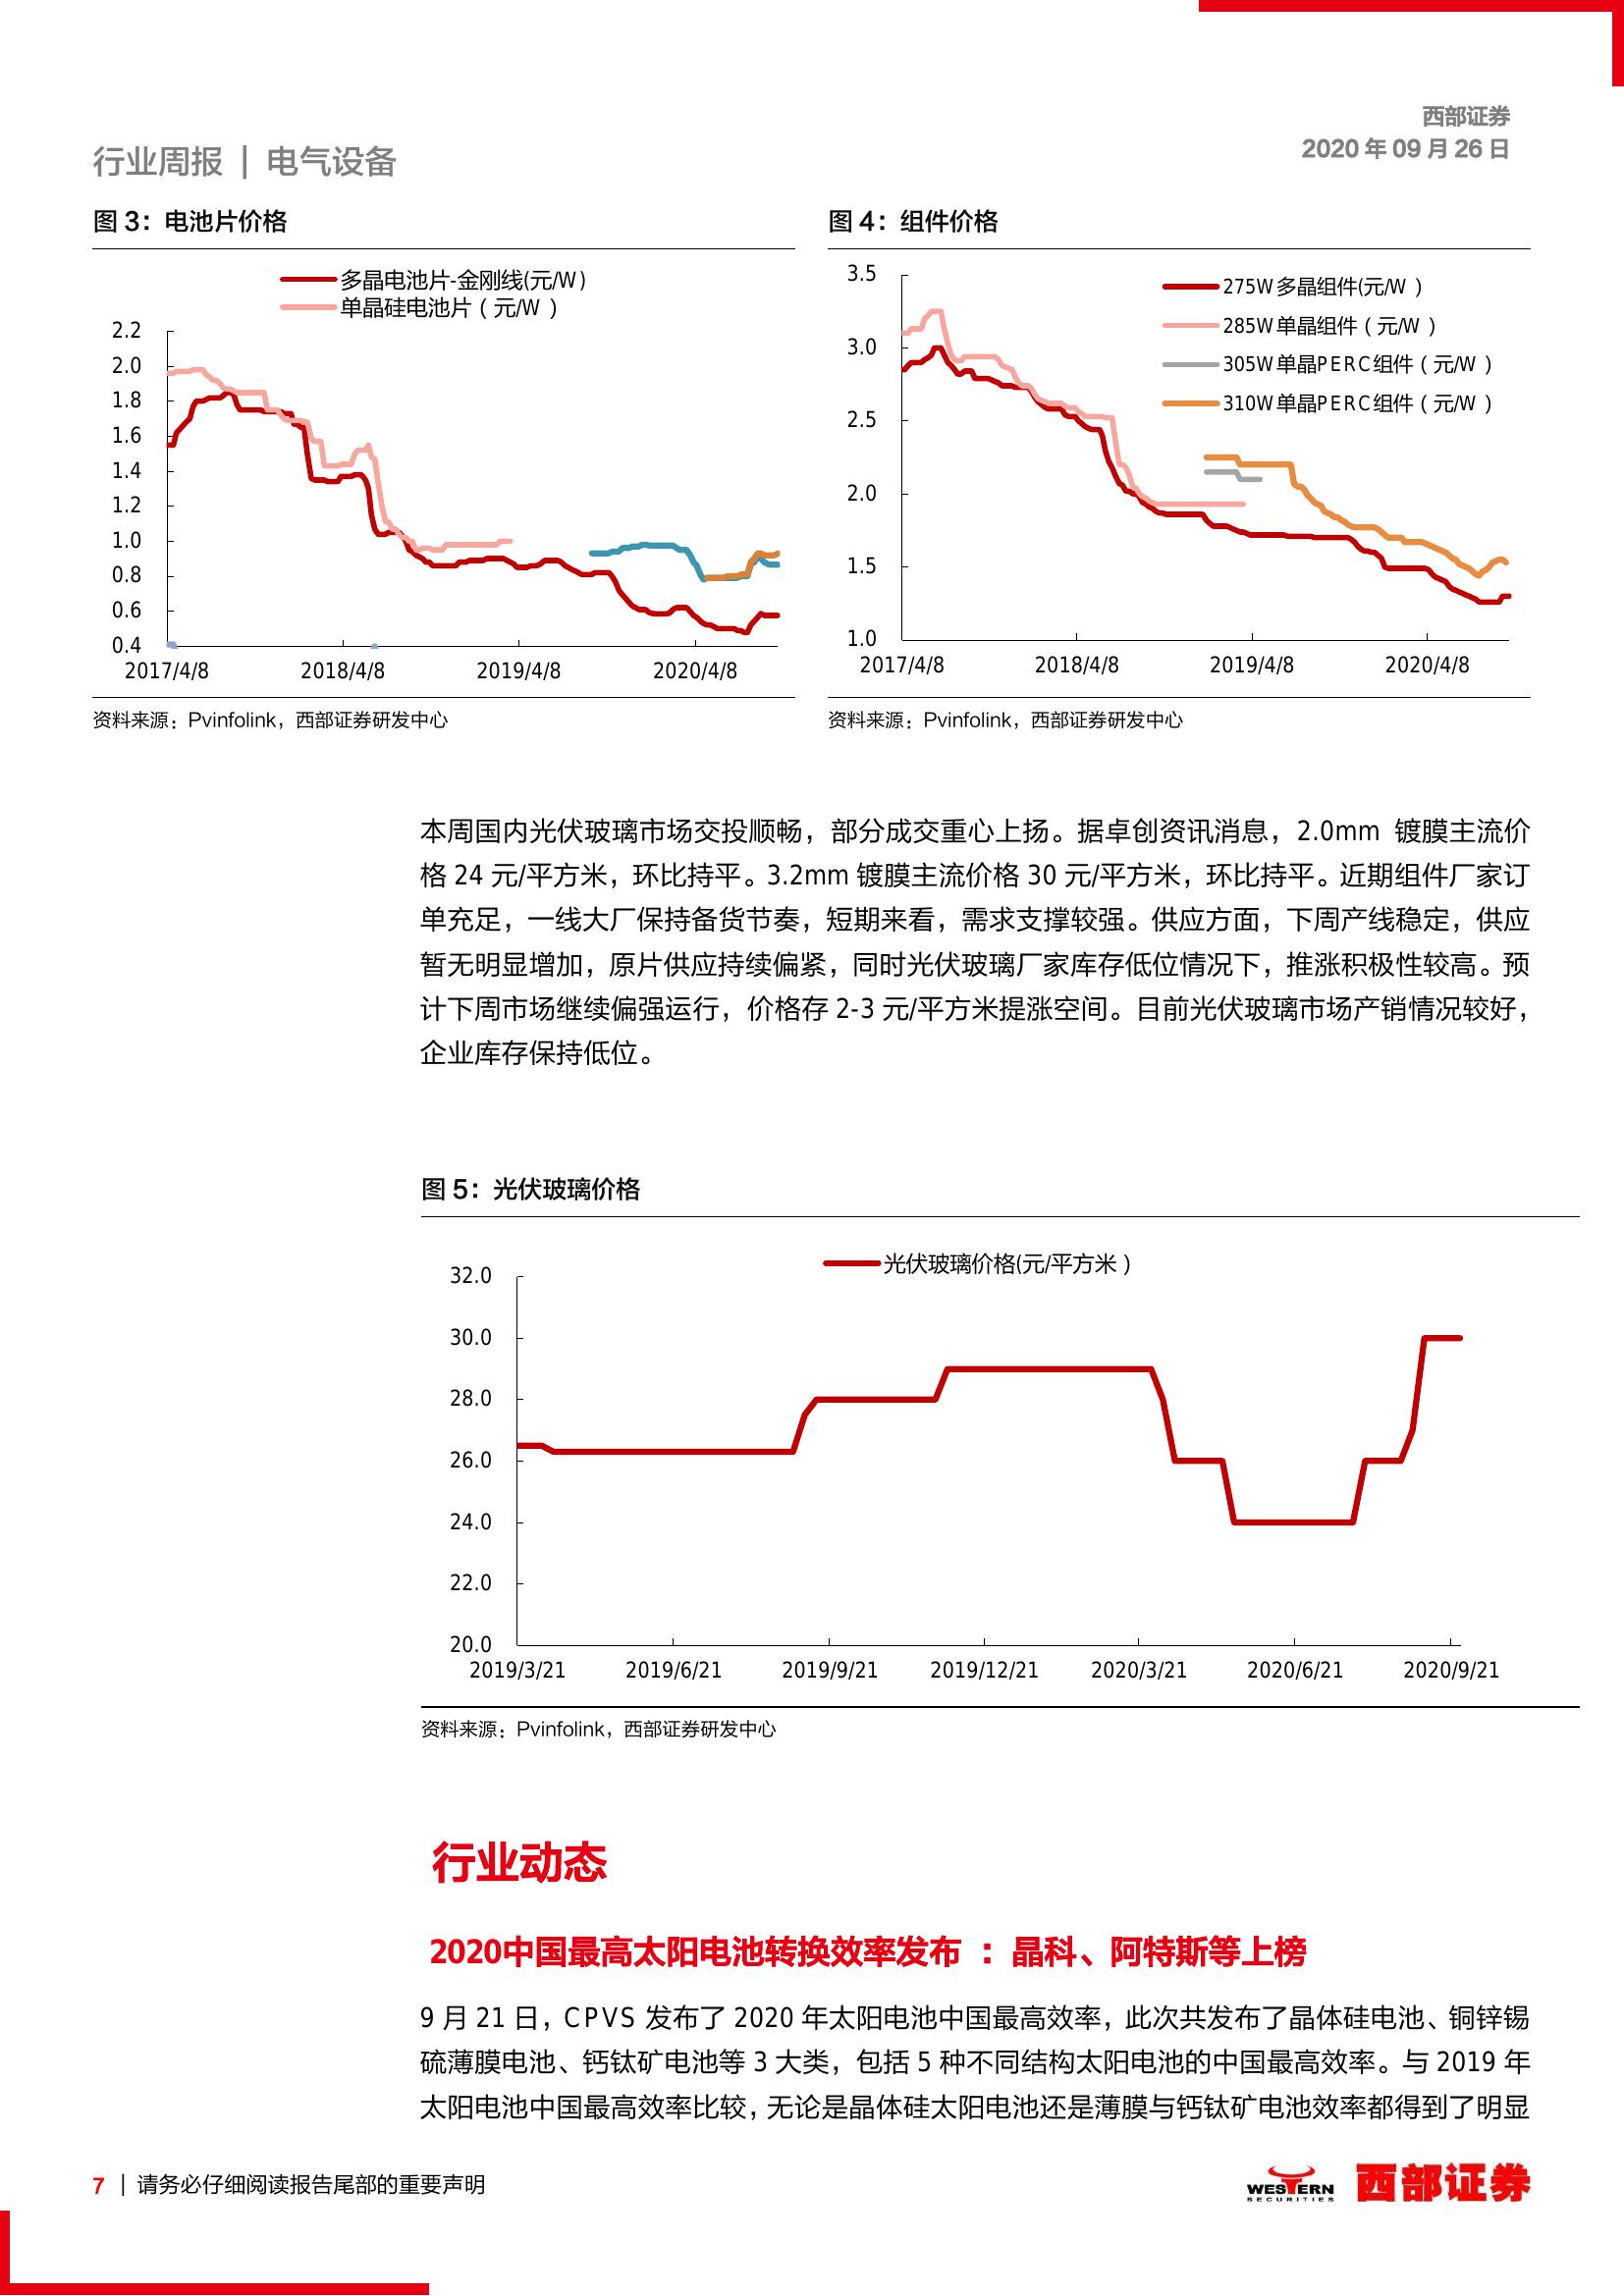 西部证券
2020 年 09 月 26 日
行业周报 | 电气设备
图 3：电池片价格
多晶电池片-金刚线(元/W)
单晶硅电池片（元/W）
2.2
2.0
1.8
1.6
1.4
1.2
1.0
0.8
0.6
0.4
2017/4/8 2018/4/8 2019/4/8 2020/4/8
资料来源：Pvinfolink，西部证券研发中心
图 4：组件价格
275W多晶组件(元/W )
285W单晶组件（元/W ）
305W单晶PERC组件（元/W ）
310W单晶PERC组件（元/W ）
3.5
3.0
2.5
2.0
1.5
1.0
2017/4/8 2018/4/8 2019/4/8 2020/4/8
资料来源：Pvinfolink，西部证券研发中心
本周国内光伏玻璃市场交投顺畅，部分成交重心上扬。据卓创资讯消息，2.0mm 镀膜主流价
格 24 元/平方米，环比持平。3.2mm 镀膜主流价格 30 元/平方米，环比持平。近期组件厂家订
单充足，一线大厂保持备货节奏，短期来看，需求支撑较强。供应方面，下周产线稳定，供应
暂无明显增加，原片供应持续偏紧，同时光伏玻璃厂家库存低位情况下，推涨积极性较高。预
计下周市场继续偏强运行，价格存 2-3 元/平方米提涨空间。目前光伏玻璃市场产销情况较好，
企业库存保持低位。
图 5：光伏玻璃价格
光伏玻璃价格(元/平方米）
32.0
30.0
28.0
26.0
24.0
22.0
20.0
2019/3/21 2019/6/21 2019/9/21 2019/12/21 2020/3/21 2020/6/21 2020/9/21
资料来源：Pvinfolink，西部证券研发中心
行业动态
2020中国最高太阳电池转换效率发布 ：晶科、阿特斯等上榜
9 月 21 日，CPVS 发布了 2020 年太阳电池中国最高效率，此次共发布了晶体硅电池、铜锌锡
硫薄膜电池、钙钛矿电池等 3 大类，包括 5 种不同结构太阳电池的中国最高效率。与 2019 年
太阳电池中国最高效率比较，无论是晶体硅太阳电池还是薄膜与钙钛矿电池效率都得到了明显
7 | 请务必仔细阅读报告尾部的重要声明
WESTERN
SECURITIES
西部证券